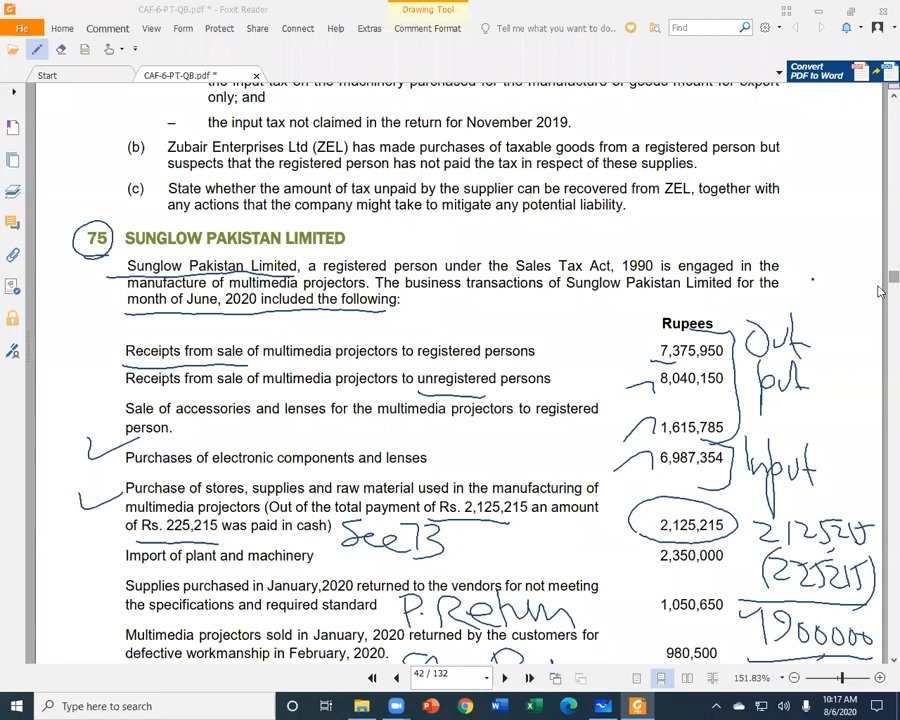 CAF-6-PT-QB.pdf * - Foxit Reader
Drawing Tool
File Home Comment View Form Protect Share Connect Help Extras Comment Format Tell me what you want to do... Find
Start CAF-6-PT-QB.pdf * Convert PDF to Word
the input tax on the machinery purchased for the manufacture of goods meant for export
only; and
– the input tax not claimed in the return for November 2019.
(b) Zubair Enterprises Ltd (ZEL) has made purchases of taxable goods from a registered person but
suspects that the registered person has not paid the tax in respect of these supplies.
(c) State whether the amount of tax unpaid by the supplier can be recovered from ZEL, together with
any actions that the company might take to mitigate any potential liability.
75 SUNGLOW PAKISTAN LIMITED
Sunglow Pakistan Limited, a registered person under the Sales Tax Act, 1990 is engaged in the
manufacture of multimedia projectors. The business transactions of Sunglow Pakistan Limited for the
month of June, 2020 included the following:
Rupees
Receipts from sale of multimedia projectors to registered persons 7,375,950
Out
Receipts from sale of multimedia projectors to unregistered persons 8,040,150
put
Sale of accessories and lenses for the multimedia projectors to registered
person. 1,615,785
Purchases of electronic components and lenses 6,987,354
Input
Purchase of stores, supplies and raw material used in the manufacturing of
multimedia projectors (Out of the total payment of Rs. 2,125,215 an amount
of Rs. 225,215 was paid in cash) 2,125,215
See 73
2125215
Import of plant and machinery 2,350,000
(225215)
Supplies purchased in January,2020 returned to the vendors for not meeting
the specifications and required standard 1,050,650
1900000
Multimedia projectors sold in January, 2020 returned by the customers for
defective workmanship in February, 2020. 980,500
42 / 132 151.83%
Type here to search
10:17 AM
8/6/2020